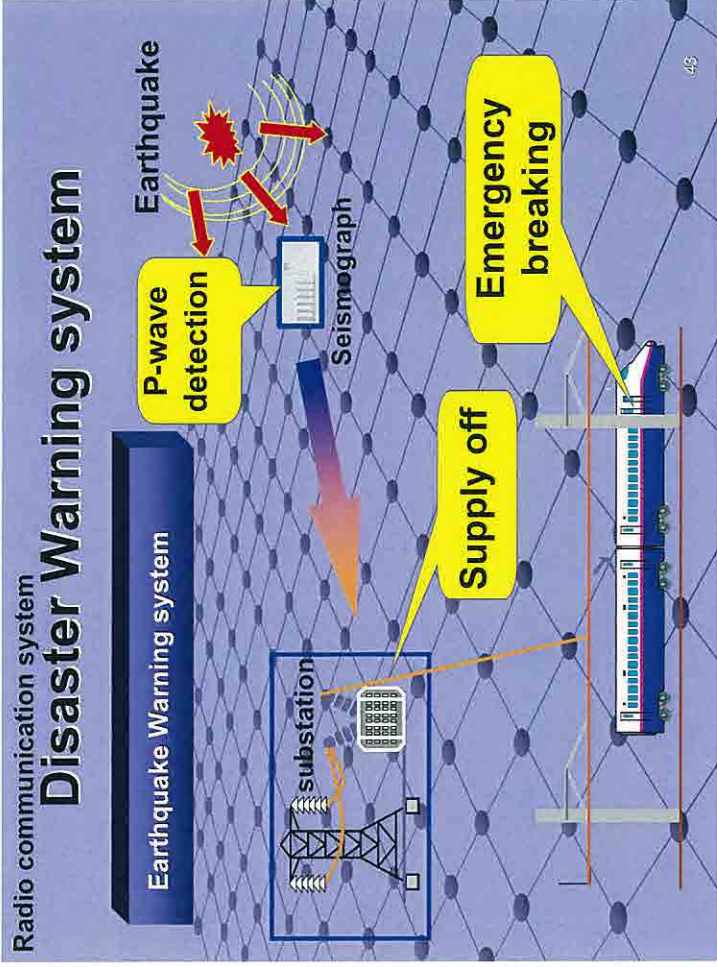 Radio communication system
Disaster Warning system
Earthquake Warning system
Earthquake
P-wave
detection
Seismograph
substation
Supply off
Emergency
breaking
43